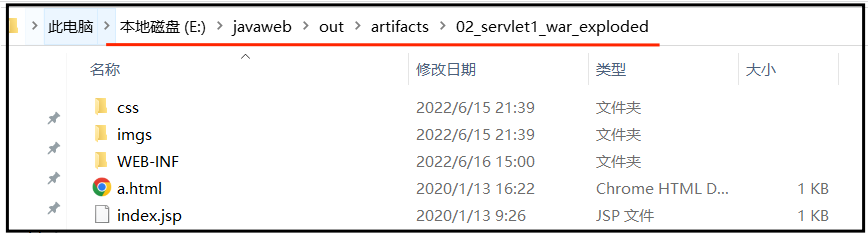 此电脑 > 本地磁盘 (E:) > javaweb > out > artifacts > 02_servlet1_war_exploded
名称 修改日期 类型 大小
css 2022/6/15 21:39 文件夹
imgs 2022/6/15 21:39 文件夹
WEB-INF 2022/6/16 15:00 文件夹
a.html 2020/1/13 16:22 Chrome HTML D... 1 KB
index.jsp 2020/1/13 9:26 JSP 文件 1 KB